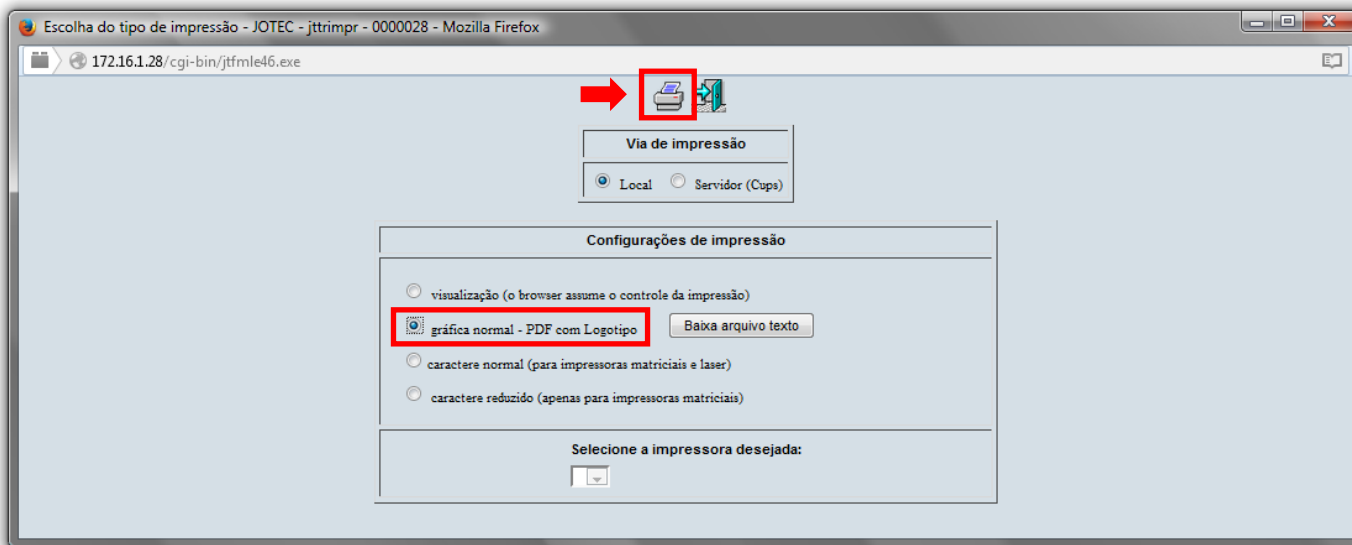 Escolha do tipo de impressão - JOTEC - jttrimpr - 0000028 - Mozilla Firefox
172.16.1.28/cgi-bin/jtfmle46.exe
Via de impressão
Local Servidor (Cups)
Configurações de impressão
visualização (o browser assume o controle da impressão)
gráfica normal - PDF com Logotipo Baixa arquivo texto
caractere normal (para impressoras matriciais e laser)
caractere reduzido (apenas para impressoras matriciais)
Selecione a impressora desejada: